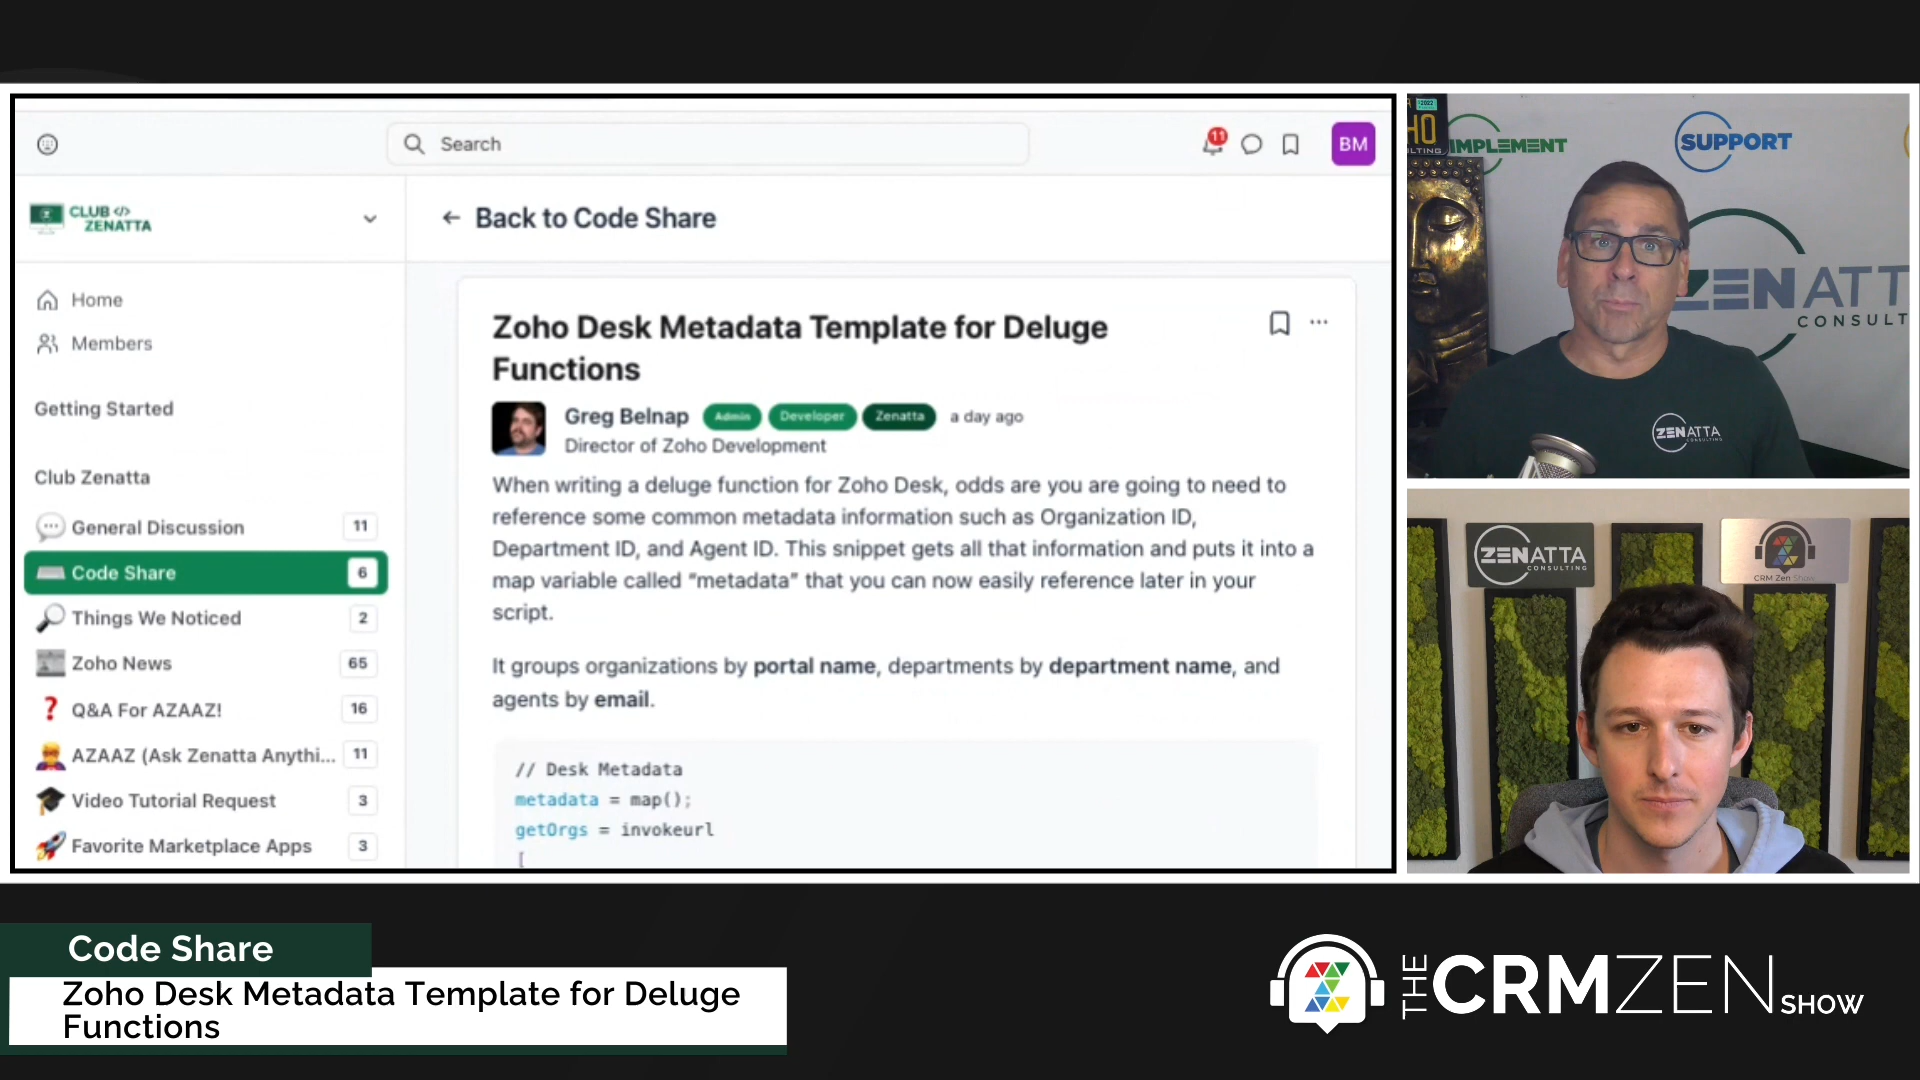 Search
11
BM
CLUB </>
ZENATTA
Back to Code Share
Home
Members
Getting Started
Club Zenatta
General Discussion 11
Code Share 6
Things We Noticed 2
Zoho News 65
Q&A For AZAAZ! 16
AZAAZ (Ask Zenatta Anythi... 11
Video Tutorial Request 3
Favorite Marketplace Apps 3
Zoho Desk Metadata Template for Deluge
Functions
Greg Belnap Admin Developer Zenatta a day ago
Director of Zoho Development
When writing a deluge function for Zoho Desk, odds are you are going to need to
reference some common metadata information such as Organization ID,
Department ID, and Agent ID. This snippet gets all that information and puts it into a
map variable called “metadata” that you can now easily reference later in your
script.
It groups organizations by portal name, departments by department name, and
agents by email.
// Desk Metadata
metadata = map();
getOrgs = invokeurl
[
2022
HO
LTING
IMPLEMENT
SUPPORT
ZENATT
CONSULT
ZENATTA
CONSULTING
ZENATTA
CONSULTING
CRM Zen Show
Code Share
Zoho Desk Metadata Template for Deluge
Functions
THE CRMZEN SHOW